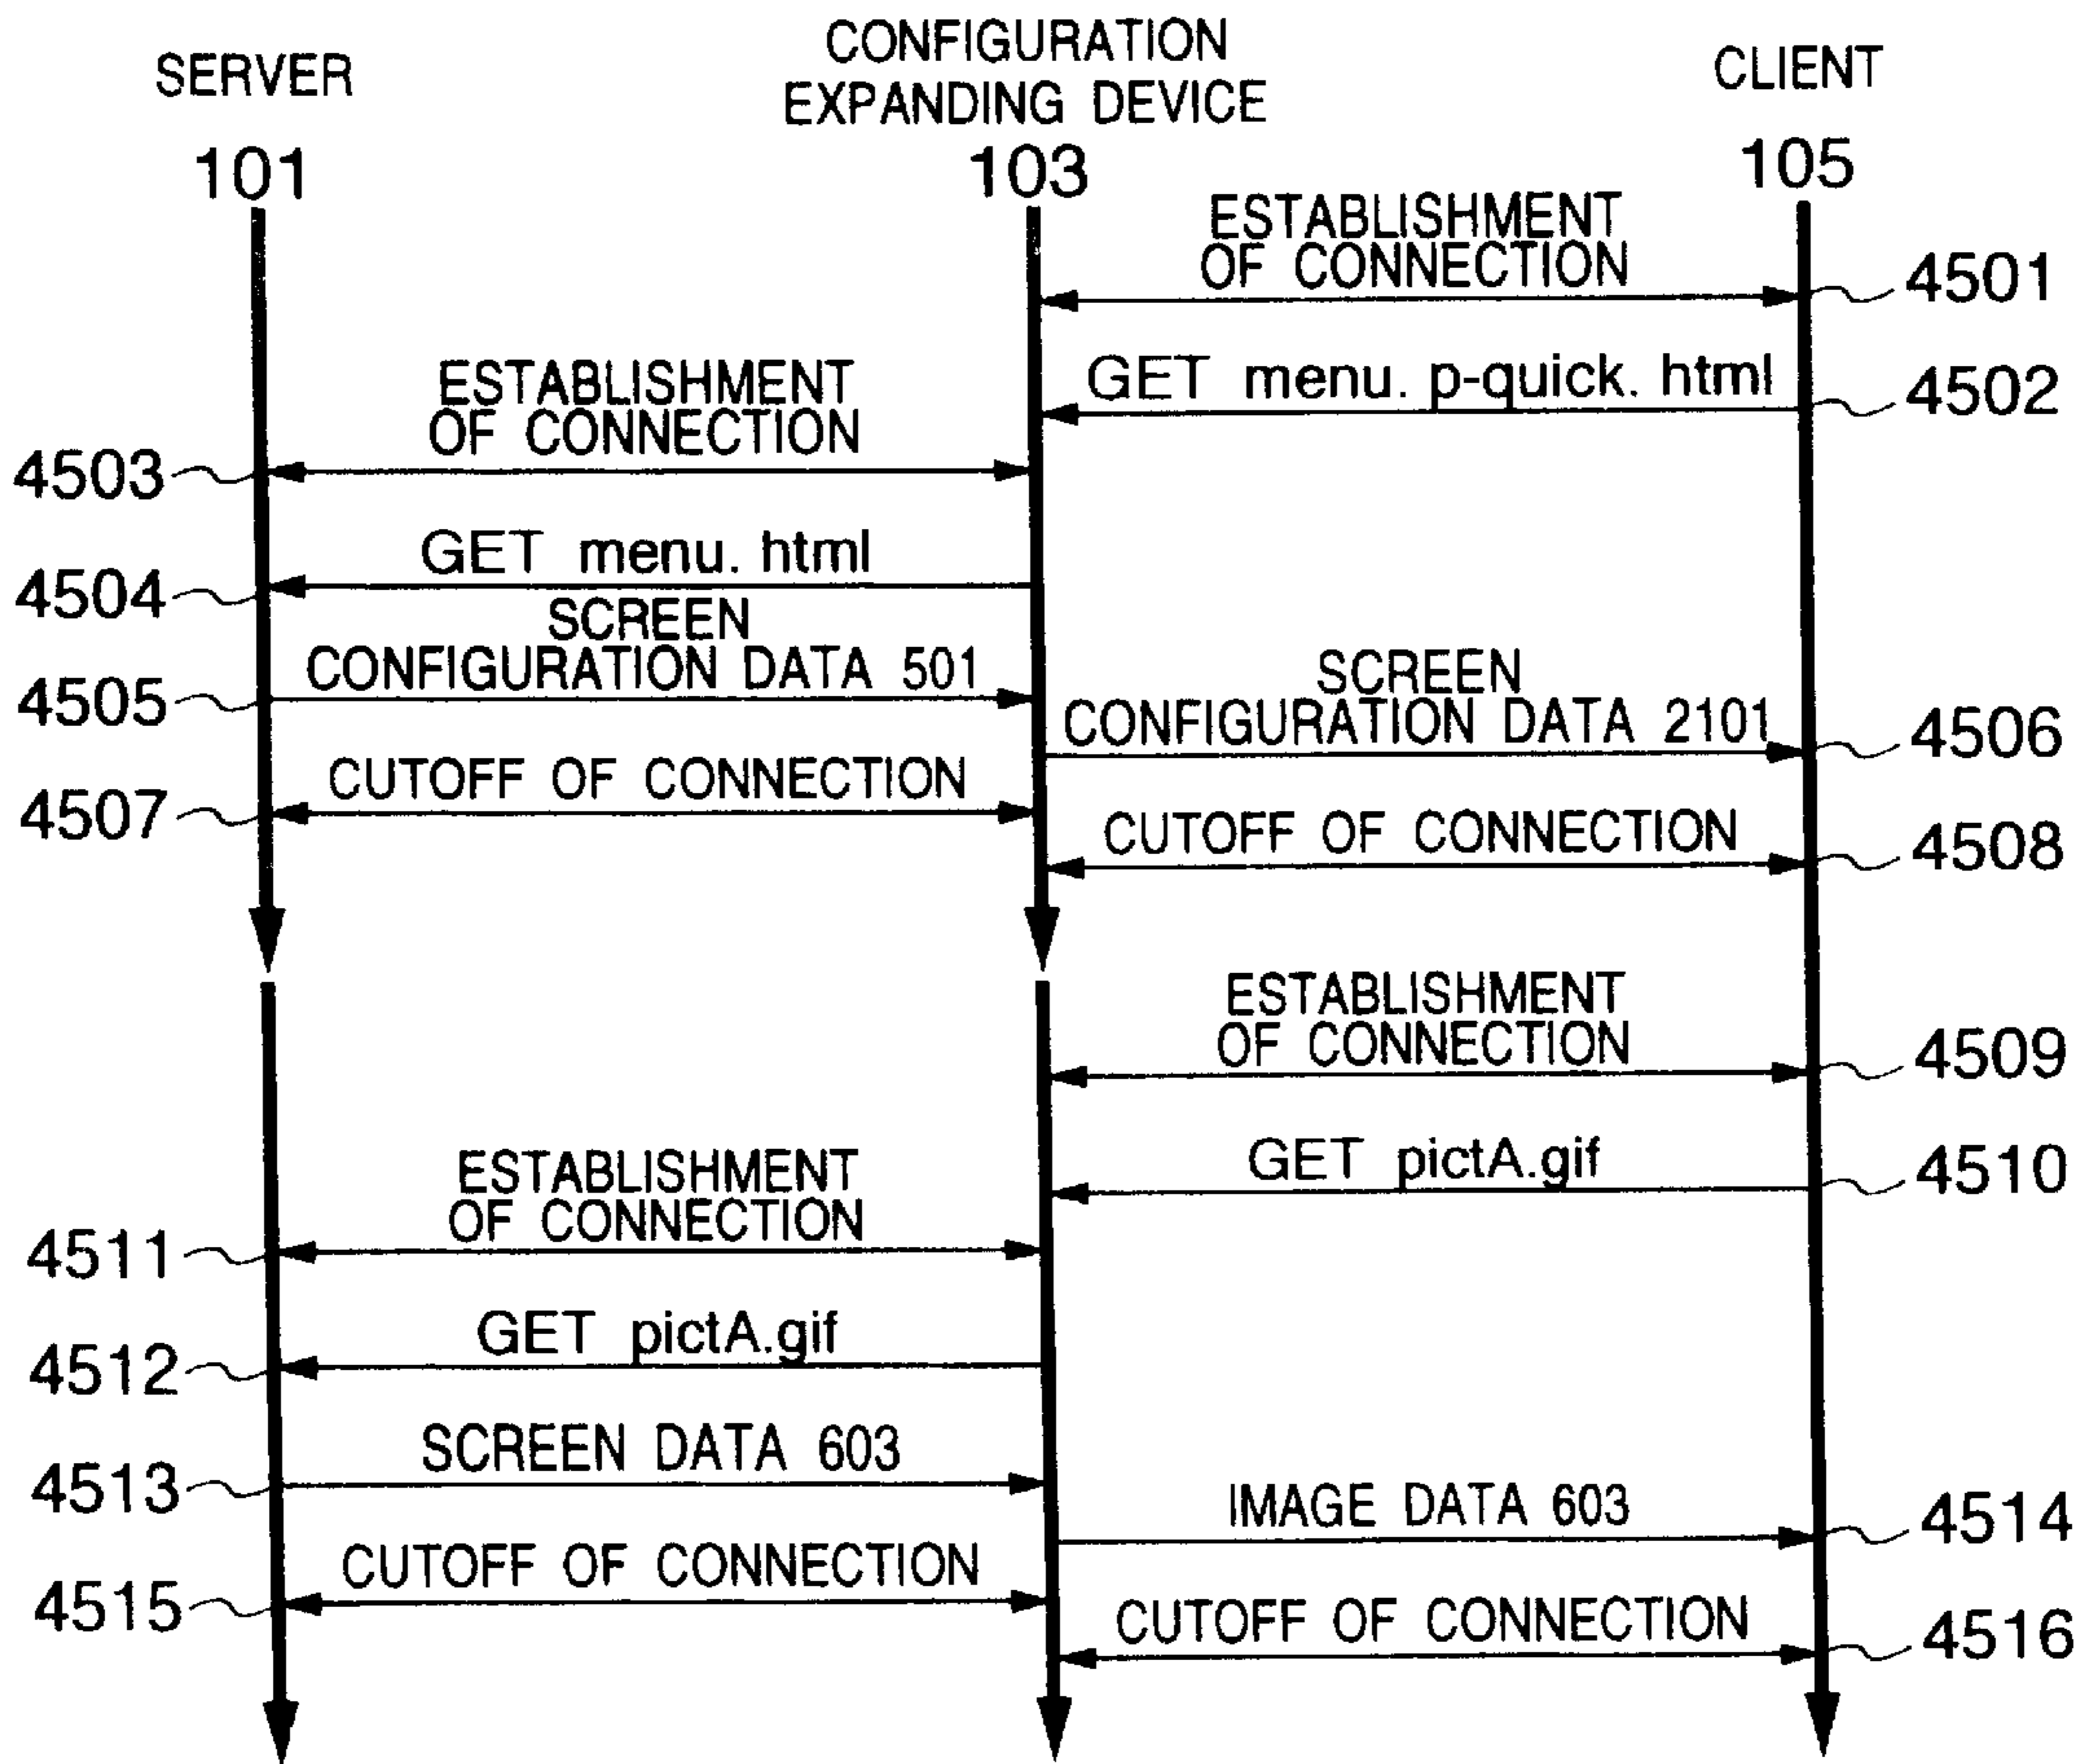 SERVER
CONFIGURATION
EXPANDING DEVICE
CLIENT
101
103
105
ESTABLISHMENT
OF CONNECTION
4501
GET menu. p-quick. html
4502
ESTABLISHMENT
OF CONNECTION
4503
GET menu. html
4504
SCREEN
CONFIGURATION DATA 501
4505
SCREEN
CONFIGURATION DATA 2101
4506
CUTOFF OF CONNECTION
4507
CUTOFF OF CONNECTION
4508
ESTABLISHMENT
OF CONNECTION
4509
GET pictA.gif
4510
ESTABLISHMENT
OF CONNECTION
4511
GET pictA.gif
4512
SCREEN DATA 603
4513
IMAGE DATA 603
4514
CUTOFF OF CONNECTION
4515
CUTOFF OF CONNECTION
4516